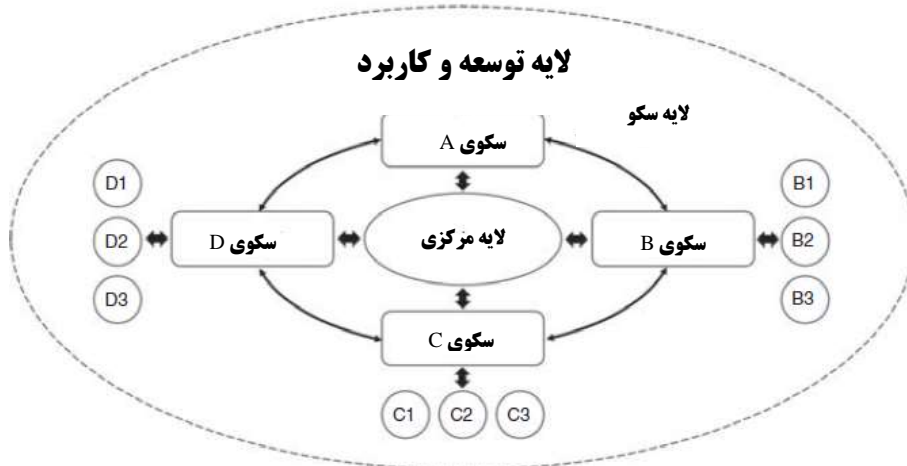 لایه توسعه و کاربرد
لایه سکو
سکوی A
D1
B1
D2
سکوی D
لایه مرکزی
سکوی B
B2
D3
B3
سکوی C
C1
C2
C3